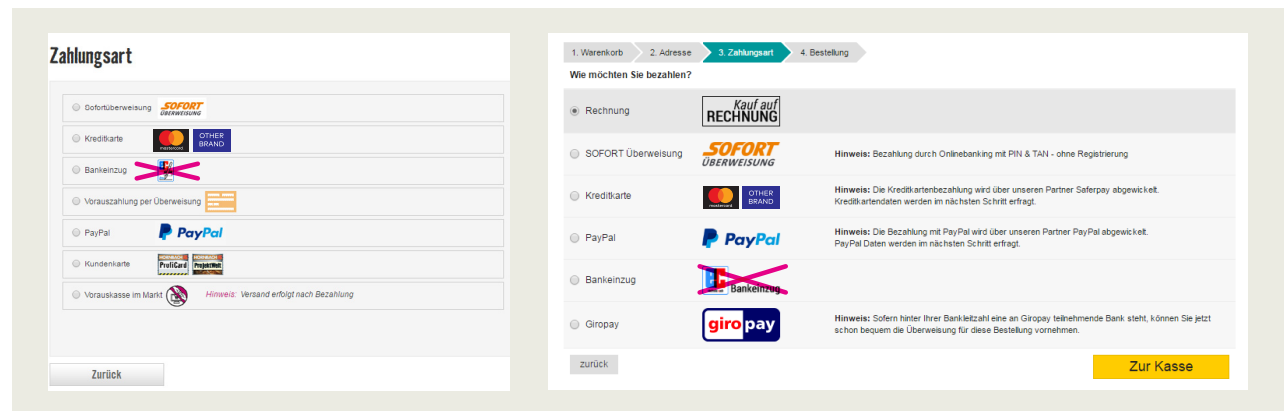 Zahlungsart
Sofortüberweisung SOFORT ÜBERWEISUNG
Kreditkarte mastercard OTHER BRAND
Bankeinzug
Vorauszahlung per Überweisung
PayPal PayPal
Kundenkarte HORNBACH ProfiCard HORNBACH ProjektWelt
Vorauskasse im Markt Hinweis: Versand erfolgt nach Bezahlung
Zurück
1. Warenkorb 2. Adresse 3. Zahlungsart 4. Bestellung
Wie möchten Sie bezahlen?
Rechnung Kauf auf RECHNUNG
SOFORT Überweisung SOFORT ÜBERWEISUNG Hinweis: Bezahlung durch Onlinebanking mit PIN & TAN - ohne Registrierung
Kreditkarte mastercard OTHER BRAND Hinweis: Die Kreditkartenbezahlung wird über unseren Partner Saferpay abgewickelt.
Kreditkartendaten werden im nächsten Schritt erfragt.
PayPal PayPal Hinweis: Die Bezahlung mit PayPal wird über unseren Partner PayPal abgewickelt.
PayPal Daten werden im nächsten Schritt erfragt.
Bankeinzug Bankeinzug
Giropay giropay Hinweis: Sofern hinter Ihrer Bankleitzahl eine an Giropay teilnehmende Bank steht, können Sie jetzt
schon bequem die Überweisung für diese Bestellung vornehmen.
zurück Zur Kasse